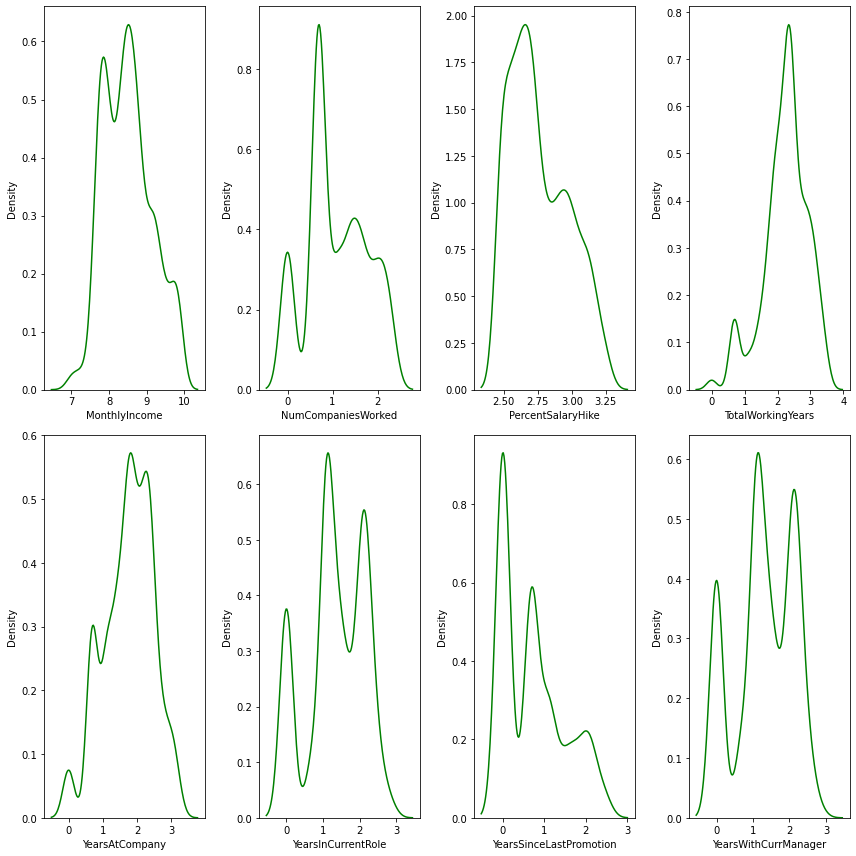 0.6
0.5
0.4
0.3
0.2
0.1
0.0
Density
7 8 9 10
MonthlyIncome
0.8
0.6
0.4
0.2
0.0
Density
0 1 2
NumCompaniesWorked
2.00
1.75
1.50
1.25
1.00
0.75
0.50
0.25
0.00
Density
2.50 2.75 3.00 3.25
PercentSalaryHike
0.8
0.7
0.6
0.5
0.4
0.3
0.2
0.1
0.0
Density
0 1 2 3 4
TotalWorkingYears
0.6
0.5
0.4
0.3
0.2
0.1
0.0
Density
0 1 2 3
YearsAtCompany
0.6
0.5
0.4
0.3
0.2
0.1
0.0
Density
0 1 2 3
YearsInCurrentRole
0.8
0.6
0.4
0.2
0.0
Density
0 1 2 3
YearsSinceLastPromotion
0.6
0.5
0.4
0.3
0.2
0.1
0.0
Density
0 1 2 3
YearsWithCurrManager